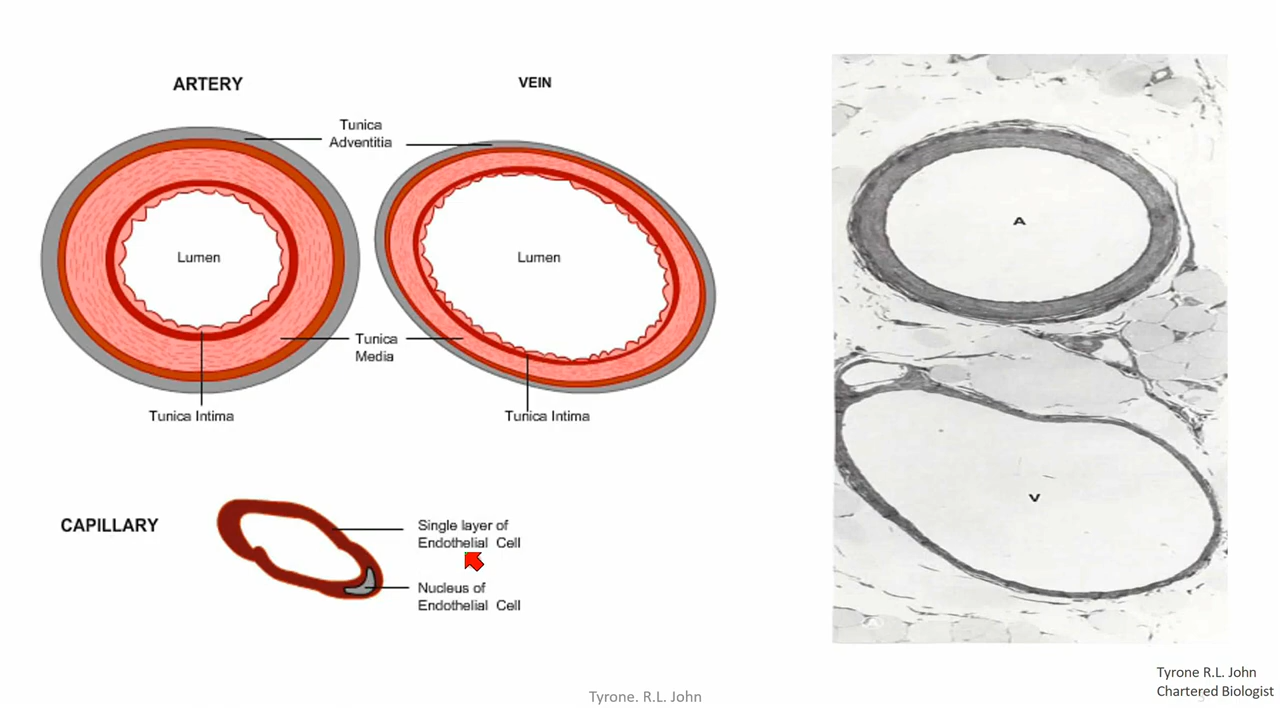 ARTERY
VEIN
Tunica
Adventitia
Lumen
Lumen
Tunica
Media
Tunica Intima
Tunica Intima
CAPILLARY
Single layer of
Endothelial Cell
Nucleus of
Endothelial Cell
A
V
Tyrone R.L. John
Chartered Biologist
Tyrone. R.L. John